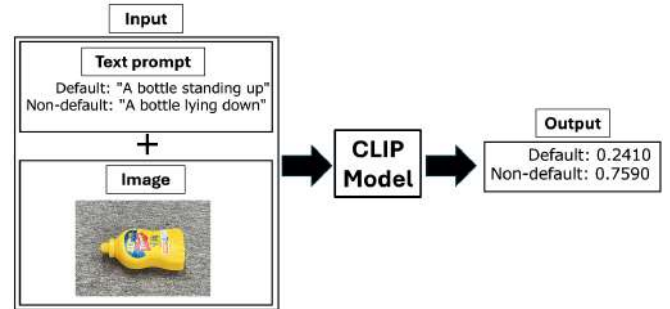 Input
Text prompt
Default: "A bottle standing up"
Non-default: "A bottle lying down"
+
Image
CLIP
Model
Output
Default: 0.2410
Non-default: 0.7590